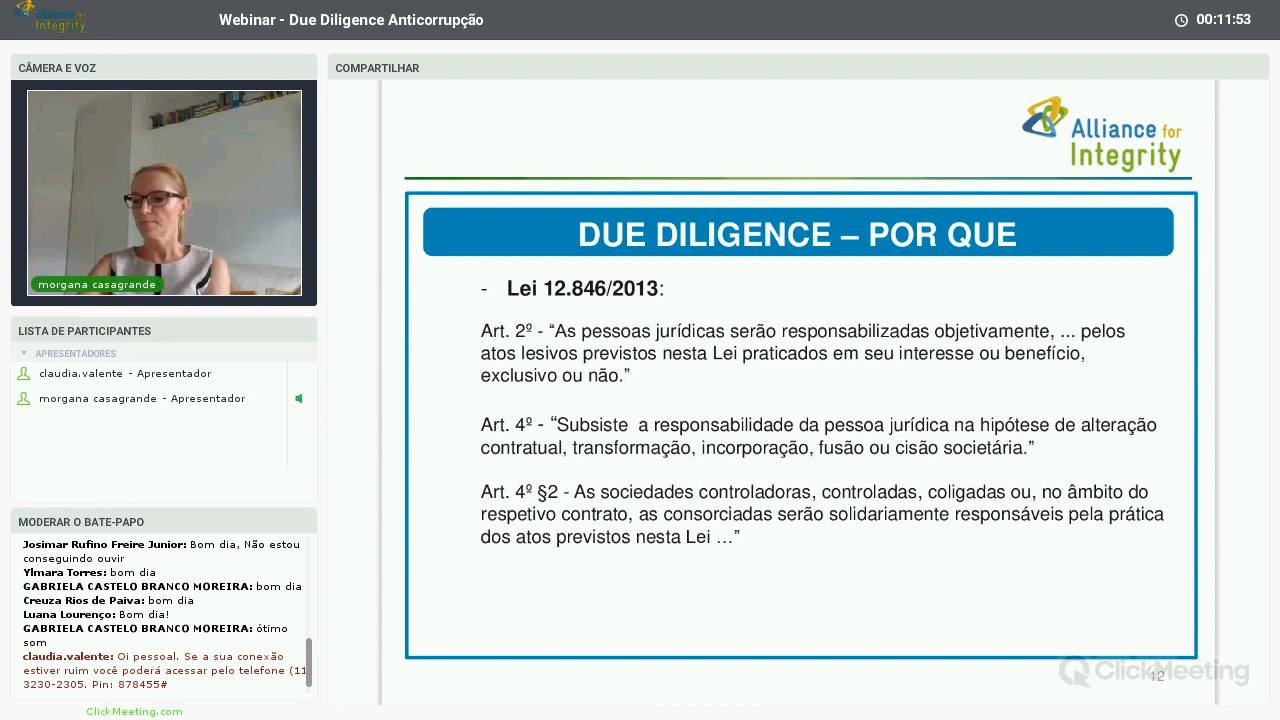 Alliance for
Integrity
Webinar - Due Diligence Anticorrupção
00:11:53
CÂMERA E VOZ
morgana casagrande
LISTA DE PARTICIPANTES
APRESENTADORES
claudia.valente - Apresentador
morgana casagrande - Apresentador
MODERAR O BATE-PAPO
Josimar Rufino Freire Junior: Bom dia, Não estou
conseguindo ouvir
Ylmara Torres: bom dia
GABRIELA CASTELO BRANCO MOREIRA: bom dia
Creuza Rios de Paiva: bom dia
Luana Lourenço: Bom dia!
GABRIELA CASTELO BRANCO MOREIRA: ótimo
som
claudia.valente: Oi pessoal. Se a sua conexão
estiver ruim você poderá acessar pelo telefone (11
3230-2305. Pin: 878455#
ClickMeeting.com
COMPARTILHAR
Alliance for
Integrity
DUE DILIGENCE – POR QUE
- Lei 12.846/2013:
Art. 2º - “As pessoas jurídicas serão responsabilizadas objetivamente, ... pelos
atos lesivos previstos nesta Lei praticados em seu interesse ou benefício,
exclusivo ou não.”
Art. 4º - “Subsiste a responsabilidade da pessoa jurídica na hipótese de alteração
contratual, transformação, incorporação, fusão ou cisão societária.”
Art. 4º §2 - As sociedades controladoras, controladas, coligadas ou, no âmbito do
respetivo contrato, as consorciadas serão solidariamente responsáveis pela prática
dos atos previstos nesta Lei ...”
ClickMeeting
12